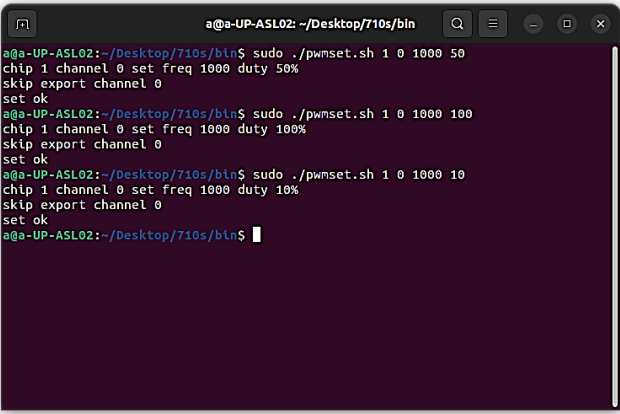 a@a-UP-ASL02: ~/Desktop/710s/bin
a@a-UP-ASL02:~/Desktop/710s/bin$ sudo ./pwmset.sh 1 0 1000 50
chip 1 channel 0 set freq 1000 duty 50%
skip export channel 0
set ok
a@a-UP-ASL02:~/Desktop/710s/bin$ sudo ./pwmset.sh 1 0 1000 100
chip 1 channel 0 set freq 1000 duty 100%
skip export channel 0
set ok
a@a-UP-ASL02:~/Desktop/710s/bin$ sudo ./pwmset.sh 1 0 1000 10
chip 1 channel 0 set freq 1000 duty 10%
skip export channel 0
set ok
a@a-UP-ASL02:~/Desktop/710s/bin$